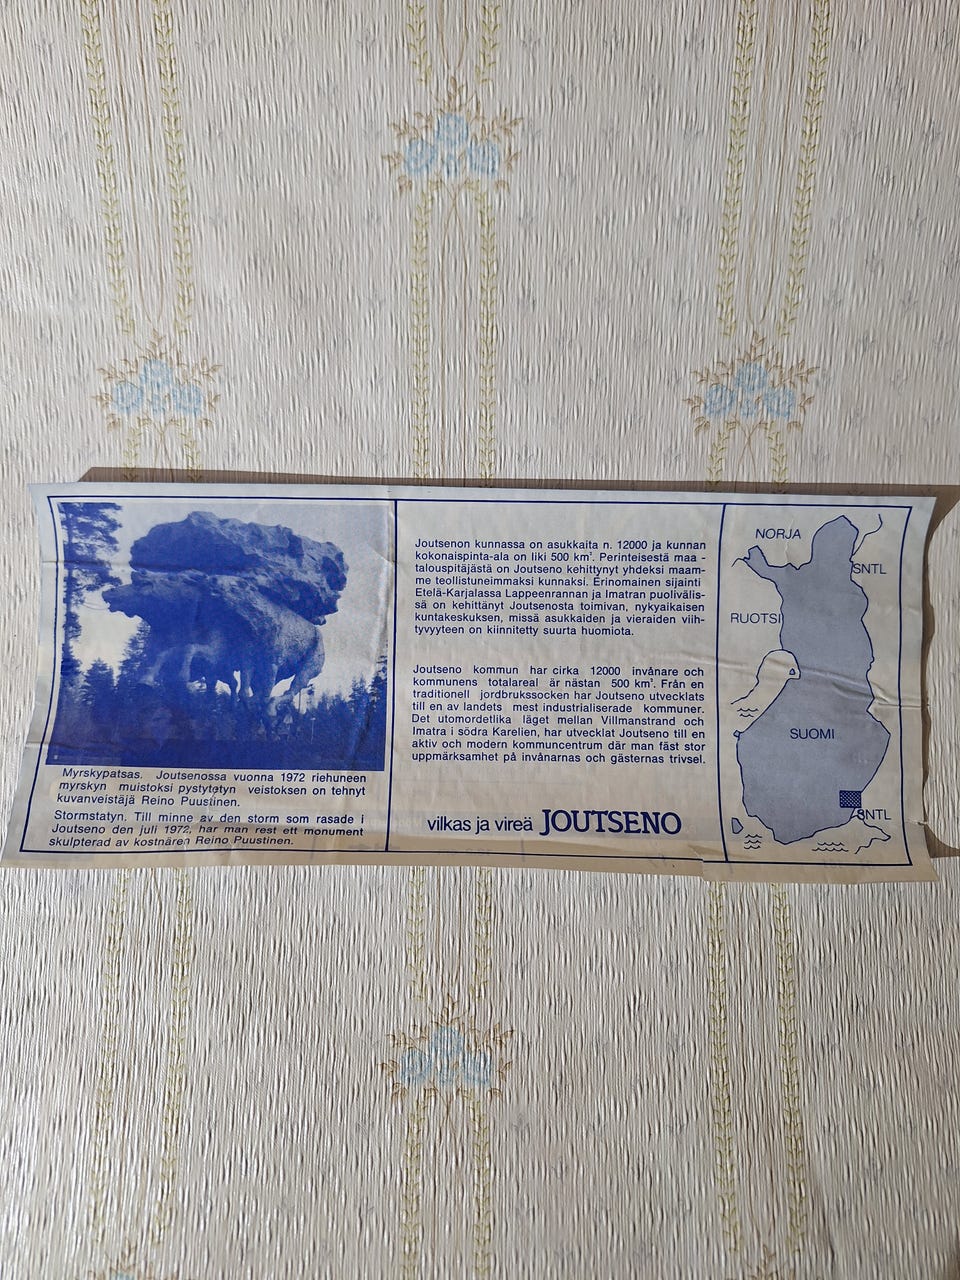 Myrskypatsas. Joutsenossa vuonna 1972 riehuneen
myrskyn muistoksi pystytetyn veistoksen on tehnyt
kuvanveistäjä Reino Puustinen.
Stormstatyn. Till minne av den storm som rasade i
Joutseno den juli 1972, har man rest ett monument
skulpterad av kostnären Reino Puustinen.
Joutsenon kunnassa on asukkaita n. 12000 ja kunnan
kokonaispinta-ala on liki 500 km². Perinteisestä maa -
talouspitäjästä on Joutseno kehittynyt yhdeksi maam-
me teollistuneimmaksi kunnaksi. Erinomainen sijainti
Etelä-Karjalassa Lappeenrannan ja Imatran puolivälis-
sä on kehittänyt Joutsenosta toimivan, nykyaikaisen
kuntakeskuksen, missä asukkaiden ja vieraiden viih-
tyvyyteen on kiinnitetty suurta huomiota.
Joutseno kommun har cirka 12000 invånare och
kommunens totalareal är nästan 500 km². Från en
traditionell jordbrukssocken har Joutseno utvecklats
till en av landets mest industrialiserade kommuner.
Det utomordetlika läget mellan Villmanstrand och
Imatra i södra Karelien, har utvecklat Joutseno till en
aktiv och modern kommuncentrum där man fäst stor
uppmärksamhet på invånarnas och gästernas trivsel.
vilkas ja vireä JOUTSENO
NORJA
SNTL
RUOTSI
SUOMI
SNTL